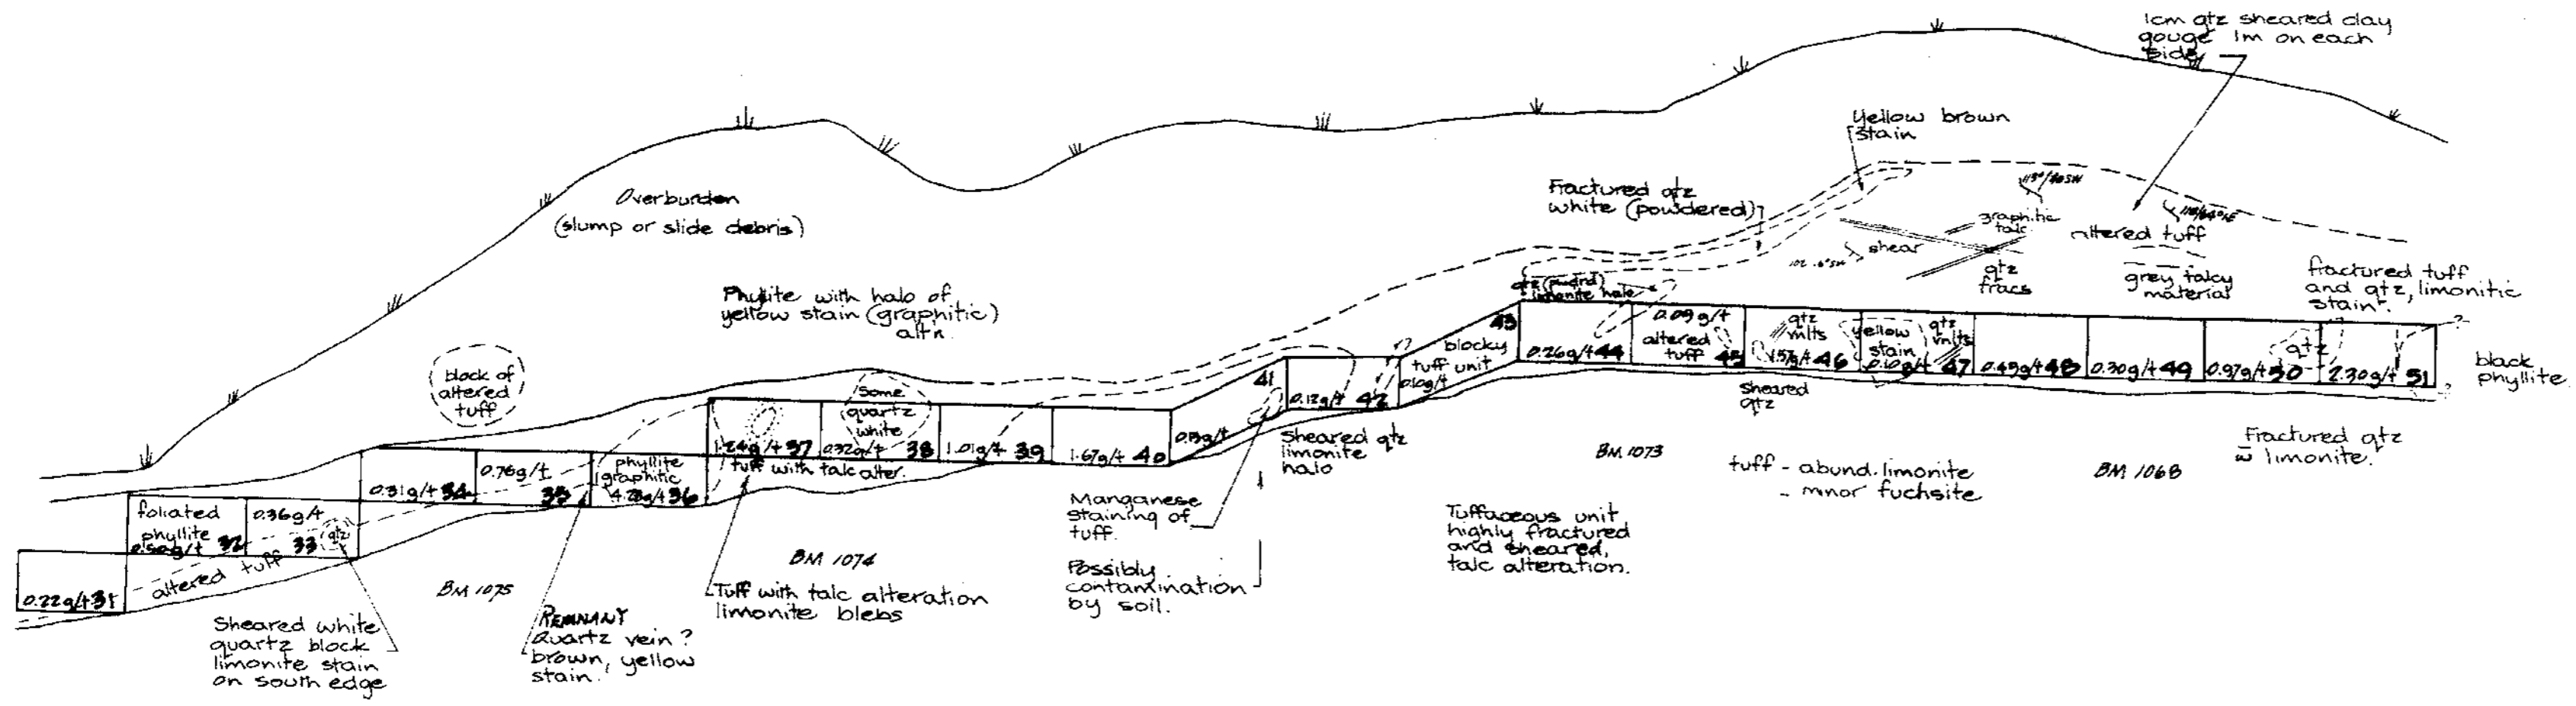 1cm qtz sheared clay
gouge 1m on each
side
Yellow brown
stain
Fractured qtz
white (powdered)
Overburden
(slump or slide debris)
graphitic
talc
altered tuff
shear
qtz
fracs
grey talcy
material
fractured tuff
and qtz, limonitic
stain.
?
Phyllite with halo of
yellow stain (graphitic)
alt'n.
block of
altered
tuff
qtz (pwdrd)
limonite halo
0.22g/t 31
foliated
phyllite
0.50g/t 32
0.36g/t
33
qtz
altered tuff
0.31g/t 34
0.76g/t
35
phyllite
graphitic
4.28g/t 36
1.24g/t 37
some
quartz
white
0.32g/t 38
1.01g/t 39
1.67g/t 40
tuff with talc alter.
41
0.12g/t 42
?
43
blocky
tuff unit
0.10g/t
0.26g/t 44
0.09g/t
altered
tuff 45
qtz
vnlts
1.57g/t 46
yellow
stain
0.10g/t 47
qtz
vnlts
0.45g/t 48
0.30g/t 49
0.97g/t 50
qtz
2.30g/t 51
?
black
phyllite
Sheared
qtz
Sheared qtz
limonite
halo
BM 1073
tuff - abund. limonite
- minor fuchsite
BM 1068
Fractured qtz
w limonite.
Manganese
staining of
tuff.
Possibly
contamination
by soil.
Tuffaceous unit
highly fractured
and sheared,
talc alteration.
BM 1075
BM 1074
Tuff with talc alteration
limonite blebs
REMNANT
Quartz vein?
brown, yellow
stain.
Sheared white
quartz block
limonite stain
on south edge